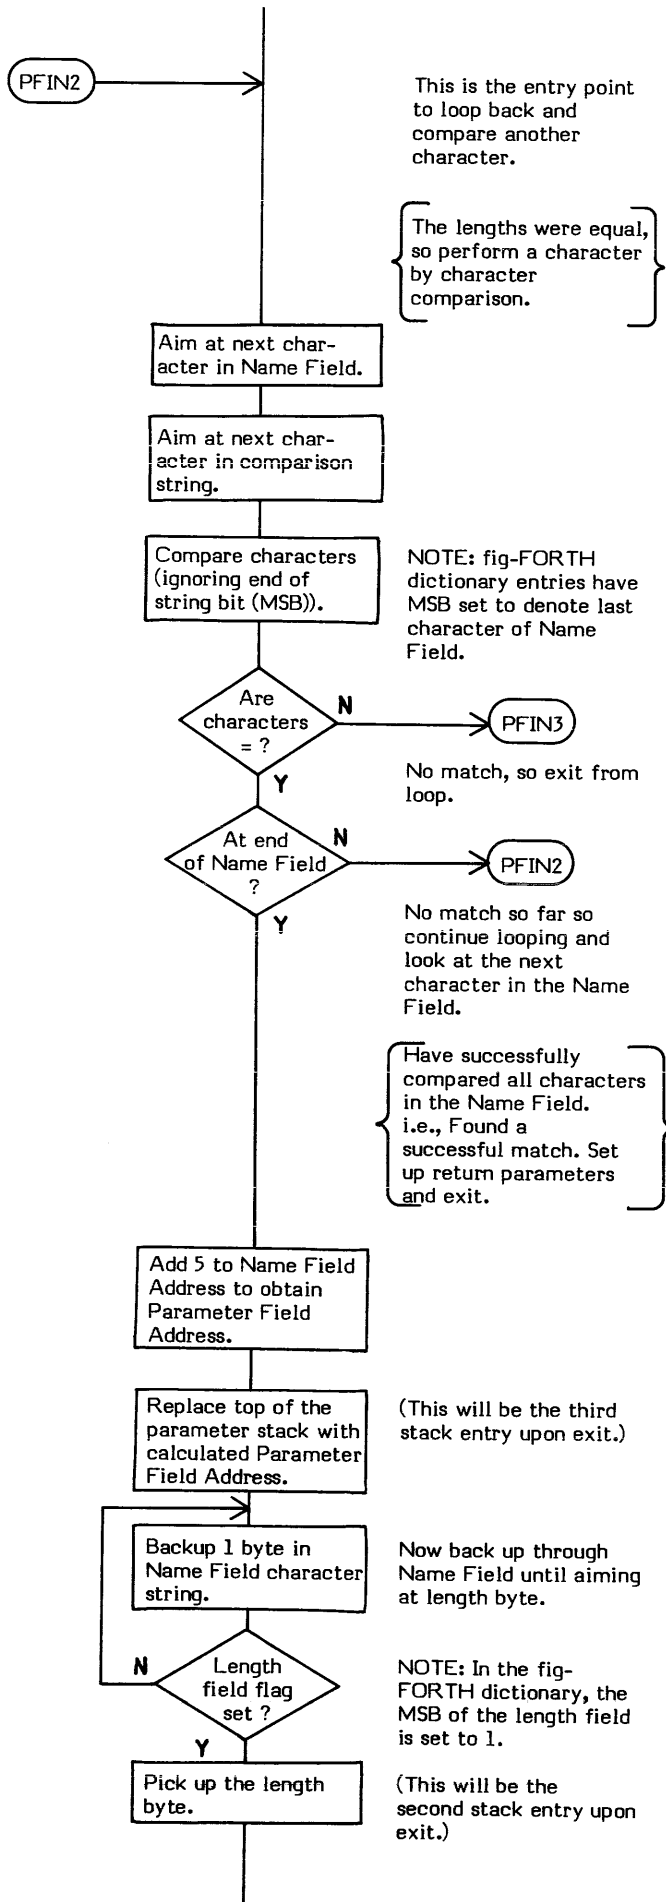 PFIN2
This is the entry point
to loop back and
compare another
character.
The lengths were equal,
so perform a character
by character
comparison.
Aim at next char-
acter in Name Field.
Aim at next char-
acter in comparison
string.
Compare characters
(ignoring end of
string bit (MSB)).
NOTE: fig-FORTH
dictionary entries have
MSB set to denote last
character of Name
Field.
Are
characters
= ?
N
PFIN3
Y
No match, so exit from
loop.
At end
of Name Field
?
N
PFIN2
Y
No match so far so
continue looping and
look at the next
character in the Name
Field.
Have successfully
compared all characters
in the Name Field.
i.e., Found a
successful match. Set
up return parameters
and exit.
Add 5 to Name Field
Address to obtain
Parameter Field
Address.
Replace top of the
parameter stack with
calculated Parameter
Field Address.
(This will be the third
stack entry upon exit.)
Backup 1 byte in
Name Field character
string.
Now back up through
Name Field until aiming
at length byte.
N
Length
field flag
set ?
Y
NOTE: In the fig-
FORTH dictionary, the
MSB of the length field
is set to 1.
Pick up the length
byte.
(This will be the
second stack entry upon
exit.)